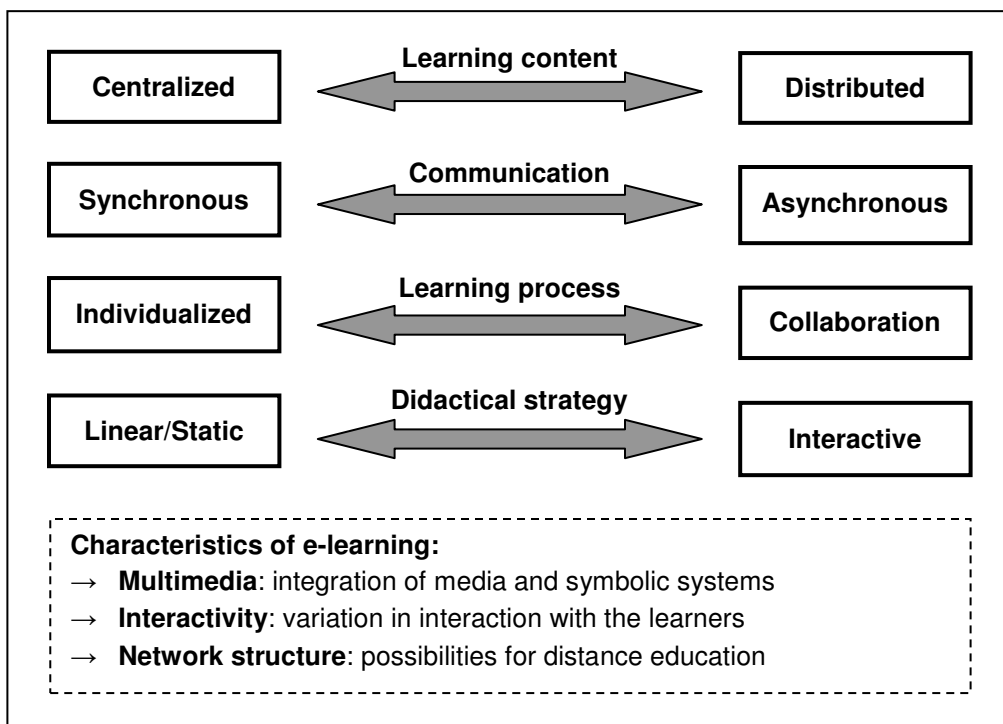 Learning content
Centralized
Distributed
Communication
Synchronous
Asynchronous
Learning process
Individualized
Collaboration
Didactical strategy
Linear/Static
Interactive
Characteristics of e-learning:
→ Multimedia: integration of media and symbolic systems
→ Interactivity: variation in interaction with the learners
→ Network structure: possibilities for distance education